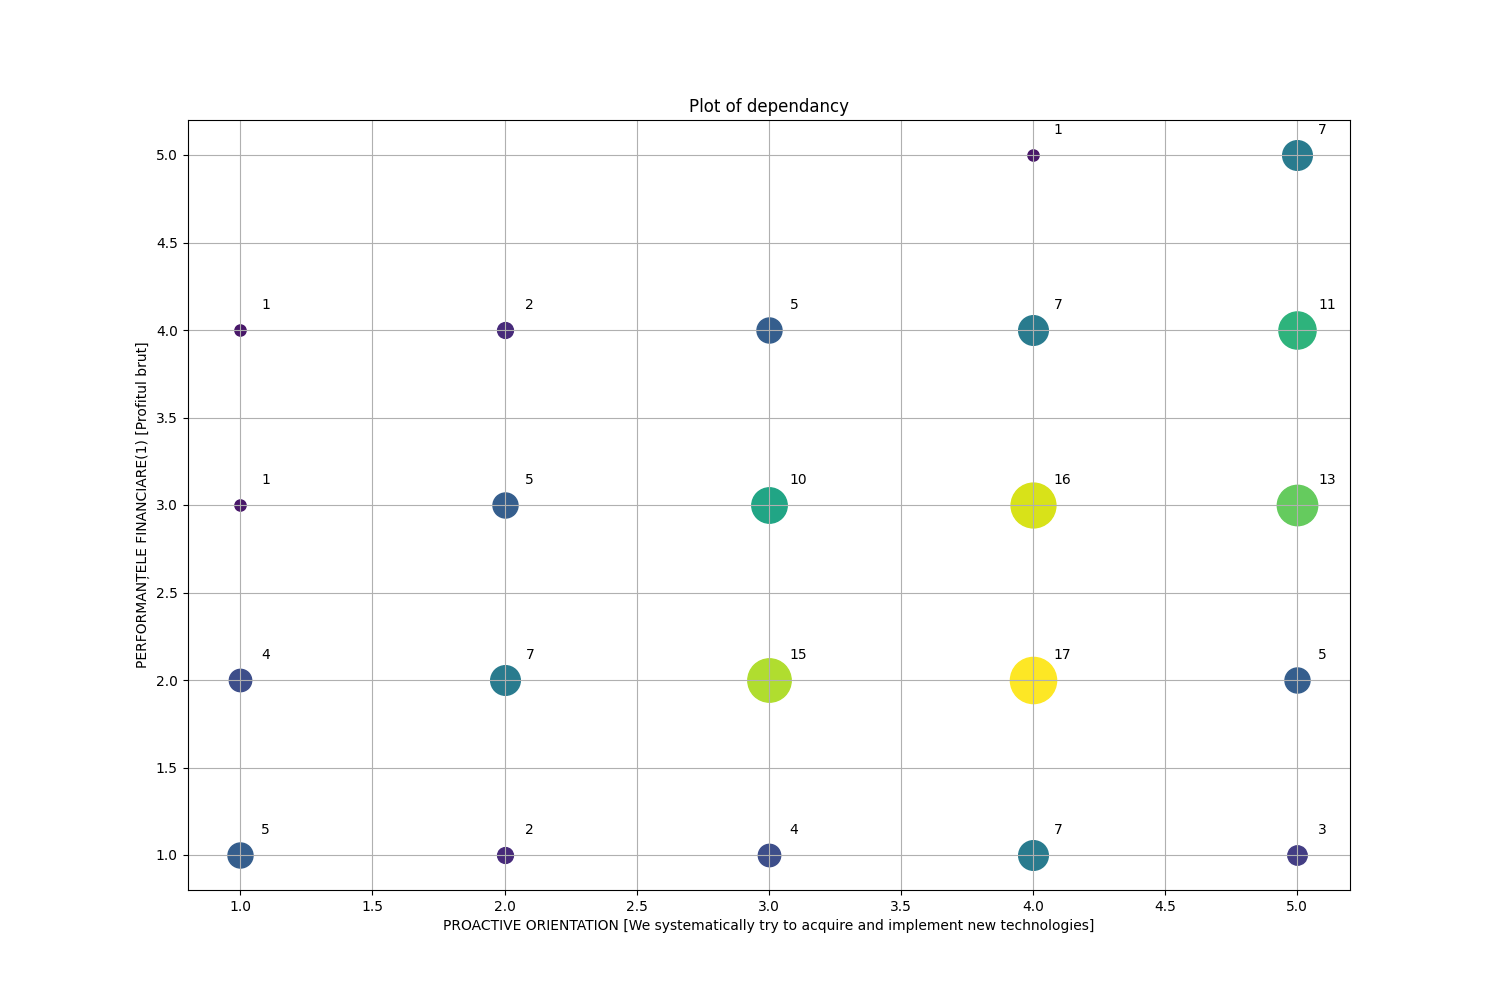 Plot of dependancy
1 7
5.0
4.5
1 2 5 7 11
4.0
3.5
1 5 10 16 13
3.0
2.5
4 7 15 17 5
2.0
1.5
5 2 4 7 3
1.0
PERFORMANȚELE FINANCIARE(1) [Profitul brut]
1.0 1.5 2.0 2.5 3.0 3.5 4.0 4.5 5.0
PROACTIVE ORIENTATION [We systematically try to acquire and implement new technologies]